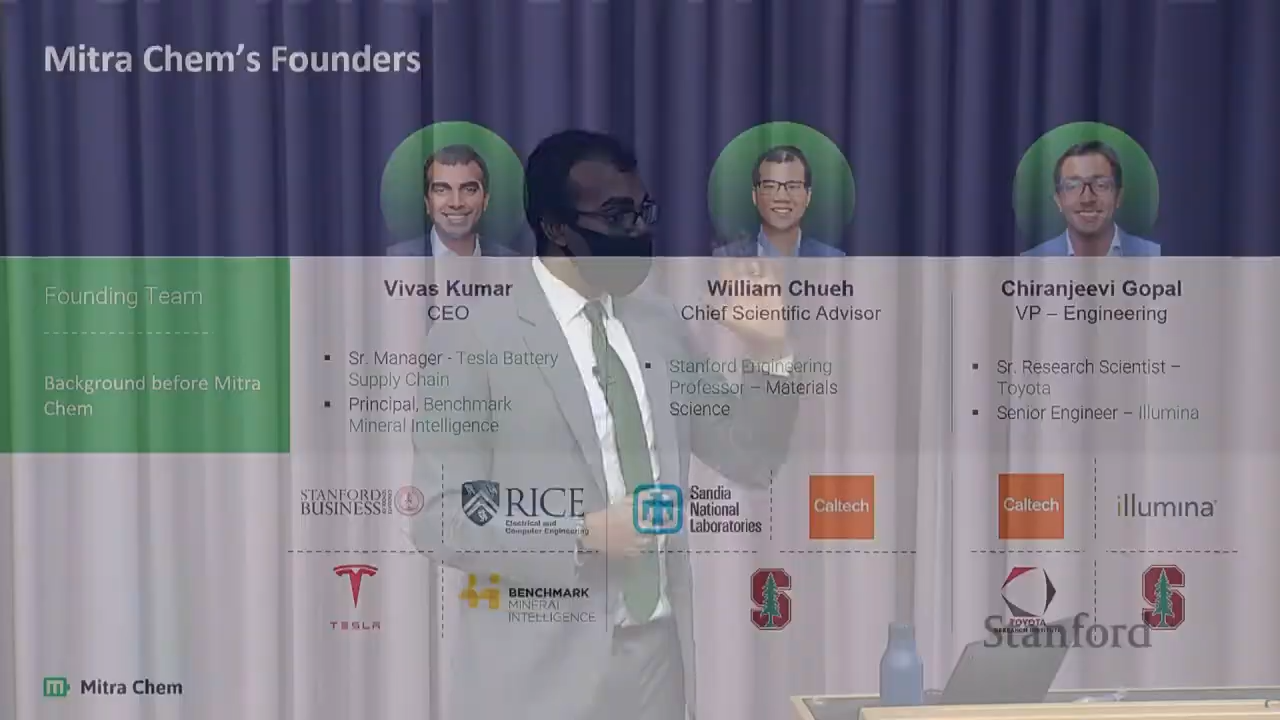 Mitra Chem's Founders
Founding Team
Background before Mitra
Chem
Vivas Kumar
CEO
Sr. Manager - Tesla Battery
Supply Chain
Principal, Benchmark
Mineral Intelligence
William Chueh
Chief Scientific Advisor
Stanford Engineering
Professor – Materials
Science
Chiranjeevi Gopal
VP – Engineering
Sr. Research Scientist –
Toyota
Senior Engineer – Illumina
STANFORD
BUSINESS
RICE
Electrical and
Computer Engineering
Sandia
National
Laboratories
Caltech
Caltech
illumina
TESLA
BENCHMARK
MINERAL
INTELLIGENCE
S
TOYOTA
RESEARCH INSTITUTE
S
Stanford
Mitra Chem